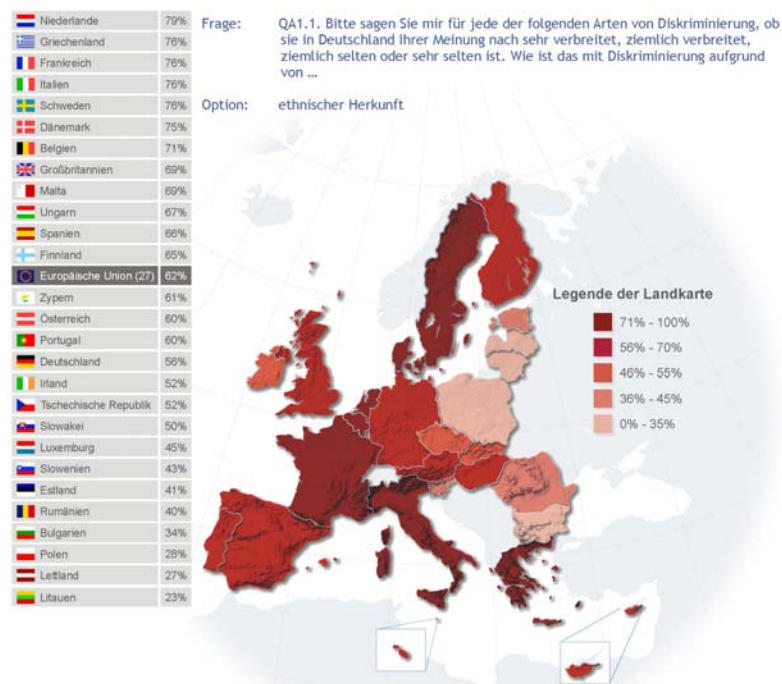 Niederlande 79%
Griechenland 76%
Frankreich 76%
Italien 76%
Schweden 76%
Dänemark 75%
Belgien 71%
Großbritannien 69%
Malta 69%
Ungarn 67%
Spanien 66%
Finnland 65%
Europäische Union (27) 62%
Zypern 61%
Österreich 60%
Portugal 60%
Deutschland 56%
Irland 52%
Tschechische Republik 52%
Slowakei 50%
Luxemburg 45%
Slowenien 43%
Estland 41%
Rumänien 40%
Bulgarien 34%
Polen 28%
Lettland 27%
Litauen 23%
Frage: QA1.1. Bitte sagen Sie mir für jede der folgenden Arten von Diskriminierung, ob
sie in Deutschland Ihrer Meinung nach sehr verbreitet, ziemlich verbreitet,
ziemlich selten oder sehr selten ist. Wie ist das mit Diskriminierung aufgrund
von …
Option: ethnischer Herkunft
Legende der Landkarte
71% - 100%
56% - 70%
46% - 55%
36% - 45%
0% - 35%